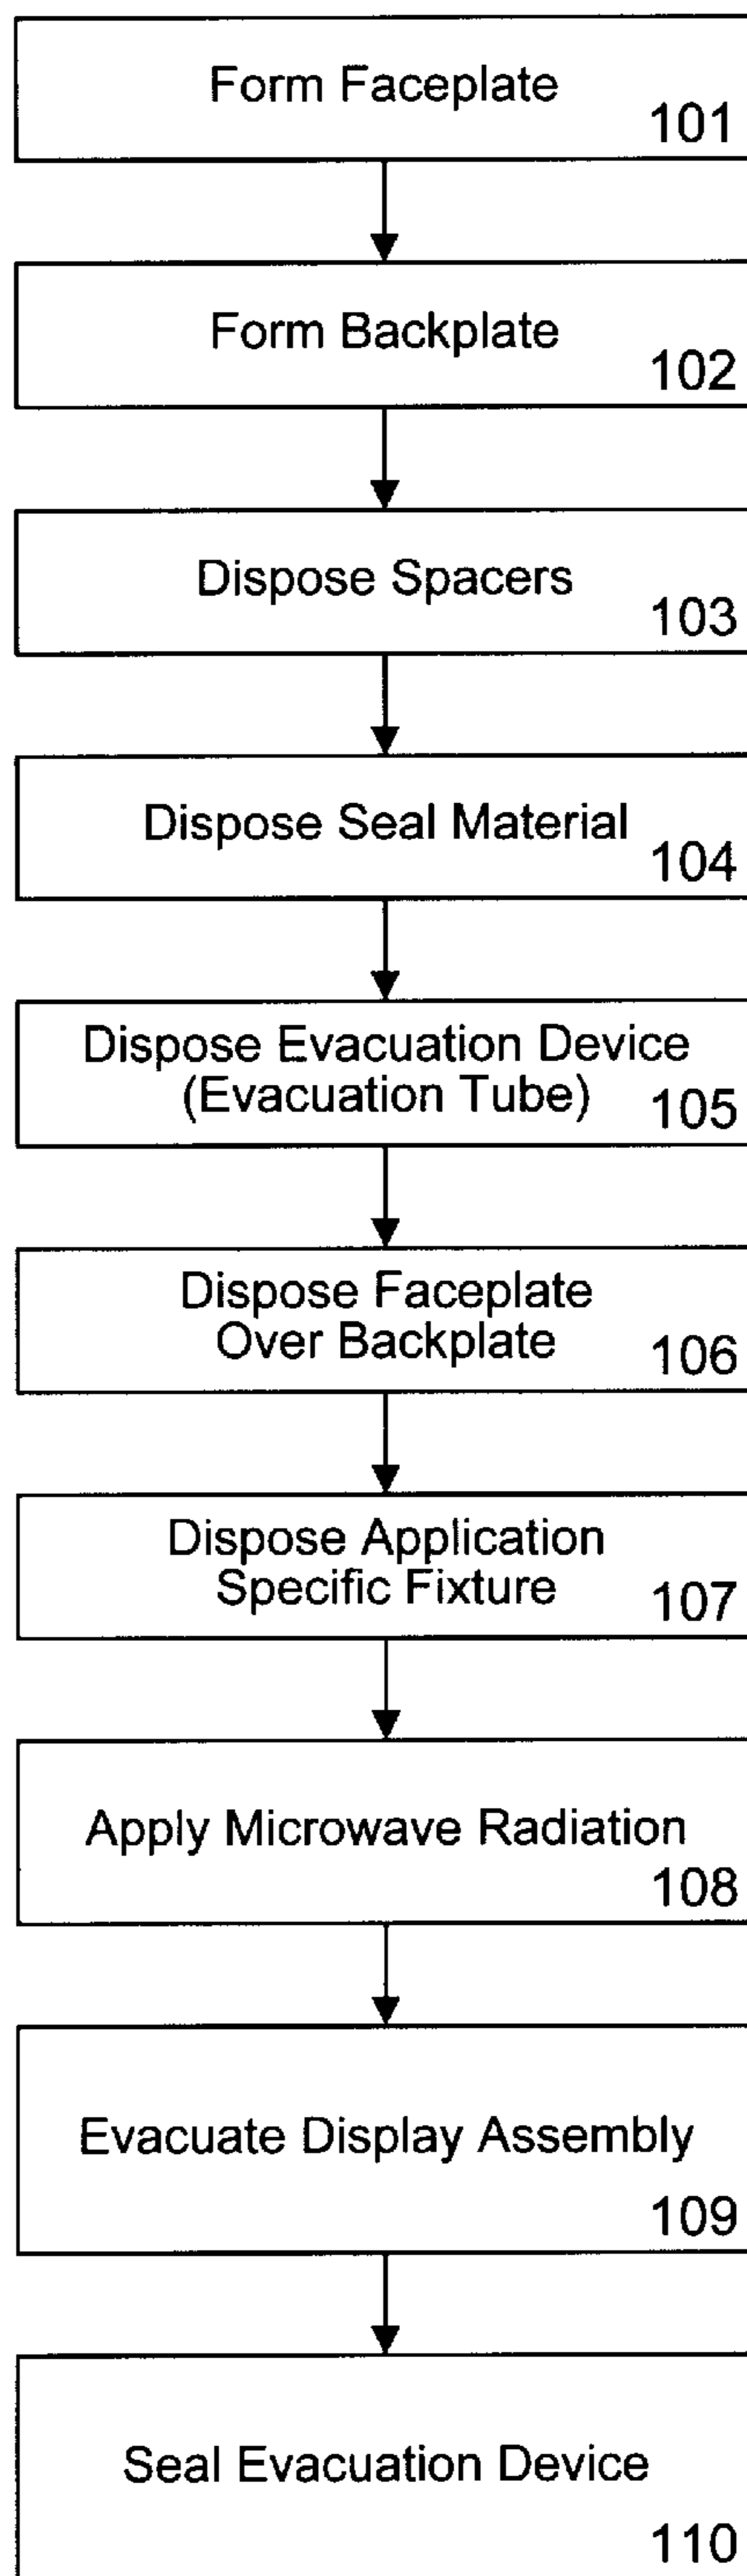 Form Faceplate
101
Form Backplate
102
Dispose Spacers
103
Dispose Seal Material
104
Dispose Evacuation Device
(Evacuation Tube)
105
Dispose Faceplate
Over Backplate
106
Dispose Application
Specific Fixture
107
Apply Microwave Radiation
108
Evacuate Display Assembly
109
Seal Evacuation Device
110